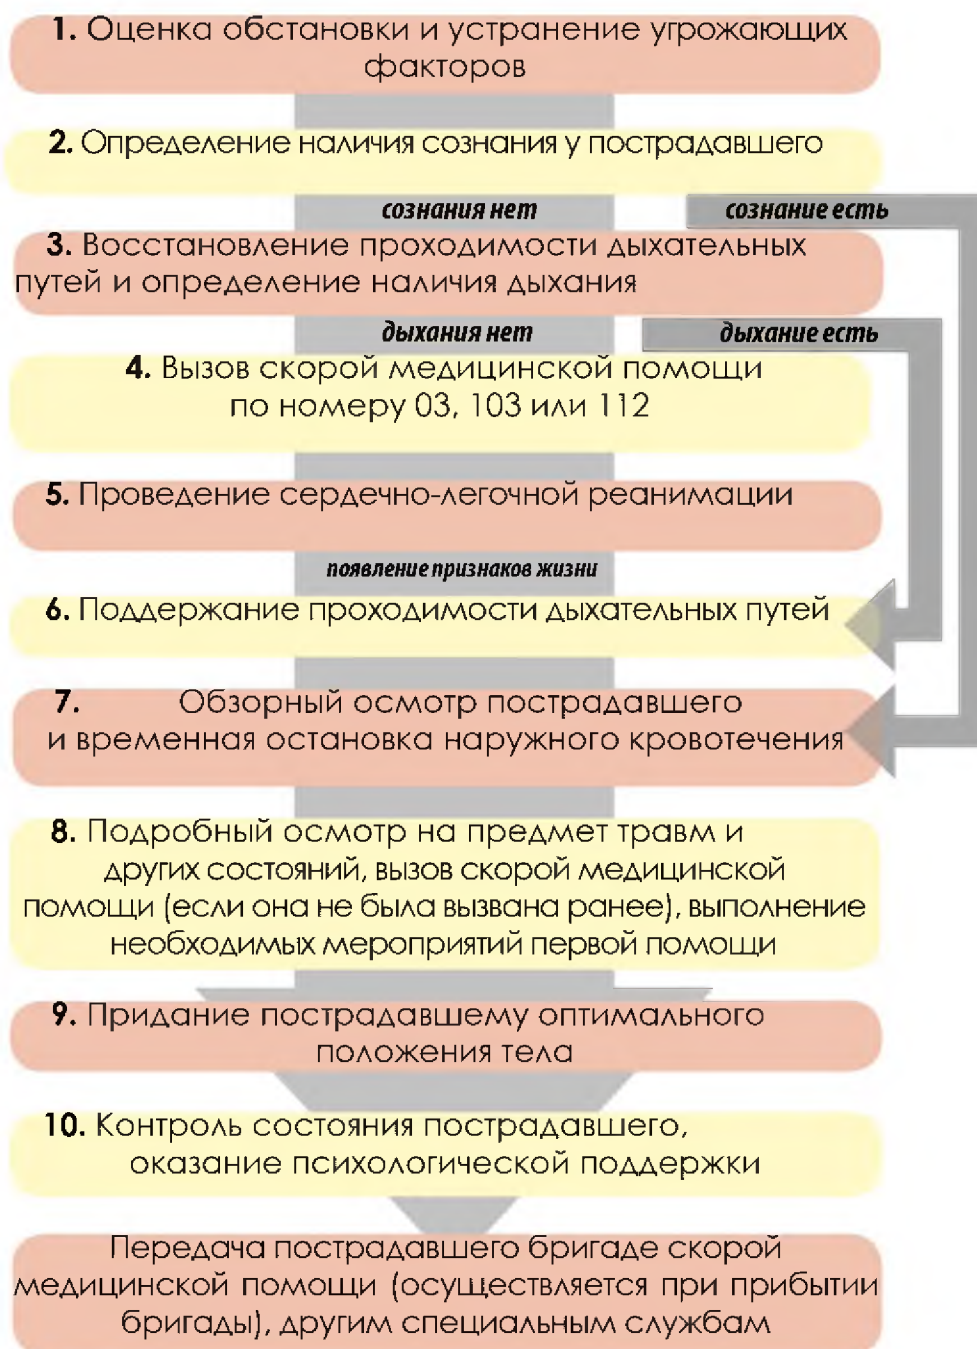 1. Оценка обстановки и устранение угрожающих
факторов
2. Определение наличия сознания у пострадавшего
сознания нет
сознание есть
3. Восстановление проходимости дыхательных
путей и определение наличия дыхания
дыхания нет
дыхание есть
4. Вызов скорой медицинской помощи
по номеру 03, 103 или 112
5. Проведение сердечно-легочной реанимации
появление признаков жизни
6. Поддержание проходимости дыхательных путей
7. Обзорный осмотр пострадавшего
и временная остановка наружного кровотечения
8. Подробный осмотр на предмет травм и
других состояний, вызов скорой медицинской
помощи (если она не была вызвана ранее), выполнение
необходимых мероприятий первой помощи
9. Придание пострадавшему оптимального
положения тела
10. Контроль состояния пострадавшего,
оказание психологической поддержки
Передача пострадавшего бригаде скорой
медицинской помощи (осуществляется при прибытии
бригады), другим специальным службам